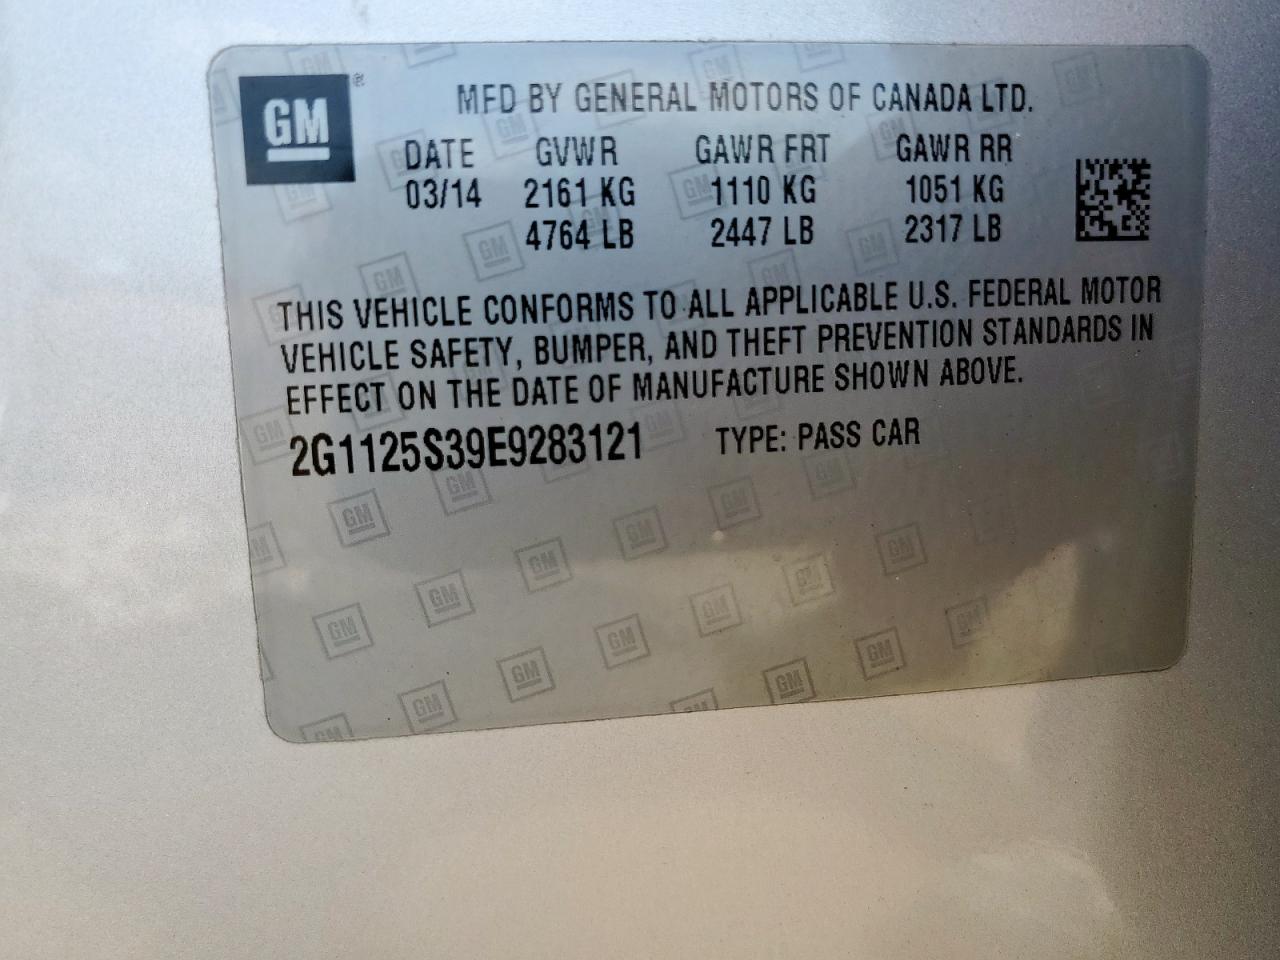 GM
MFD BY GENERAL MOTORS OF CANADA LTD.
DATE GVWR GAWR FRT GAWR RR
03/14 2161 KG 1110 KG 1051 KG
4764 LB 2447 LB 2317 LB
THIS VEHICLE CONFORMS TO ALL APPLICABLE U.S. FEDERAL MOTOR
VEHICLE SAFETY, BUMPER, AND THEFT PREVENTION STANDARDS IN
EFFECT ON THE DATE OF MANUFACTURE SHOWN ABOVE.
2G1125S39E9283121 TYPE: PASS CAR